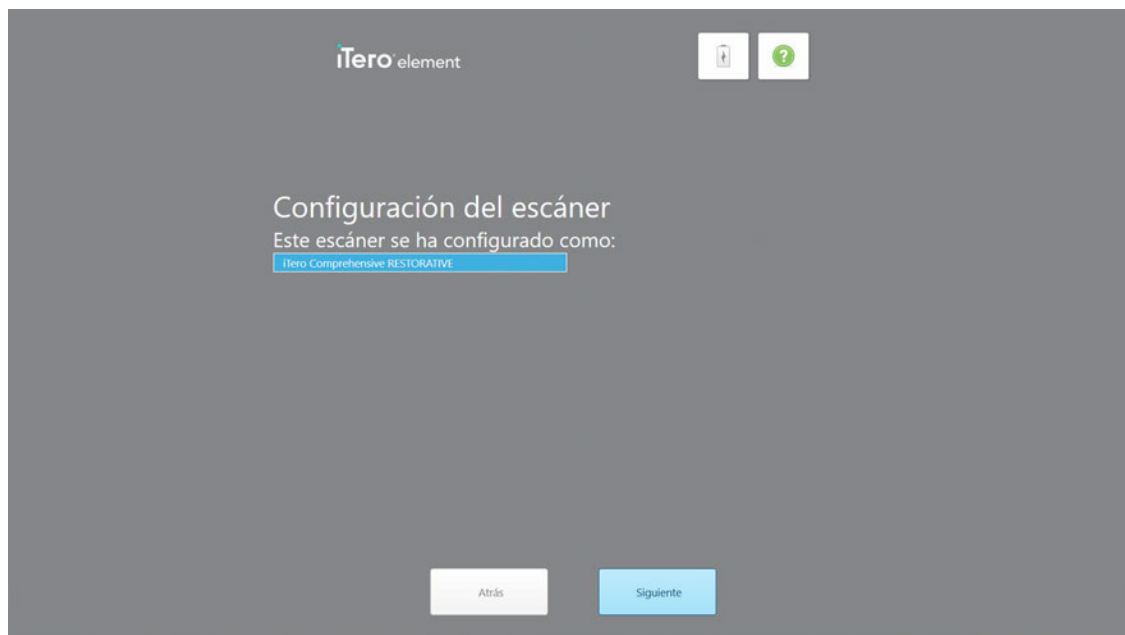 iTero element
?
Configuración del escáner
Este escáner se ha configurado como:
iTero Comprehensive RESTORATIVE
Atrás
Siguiente